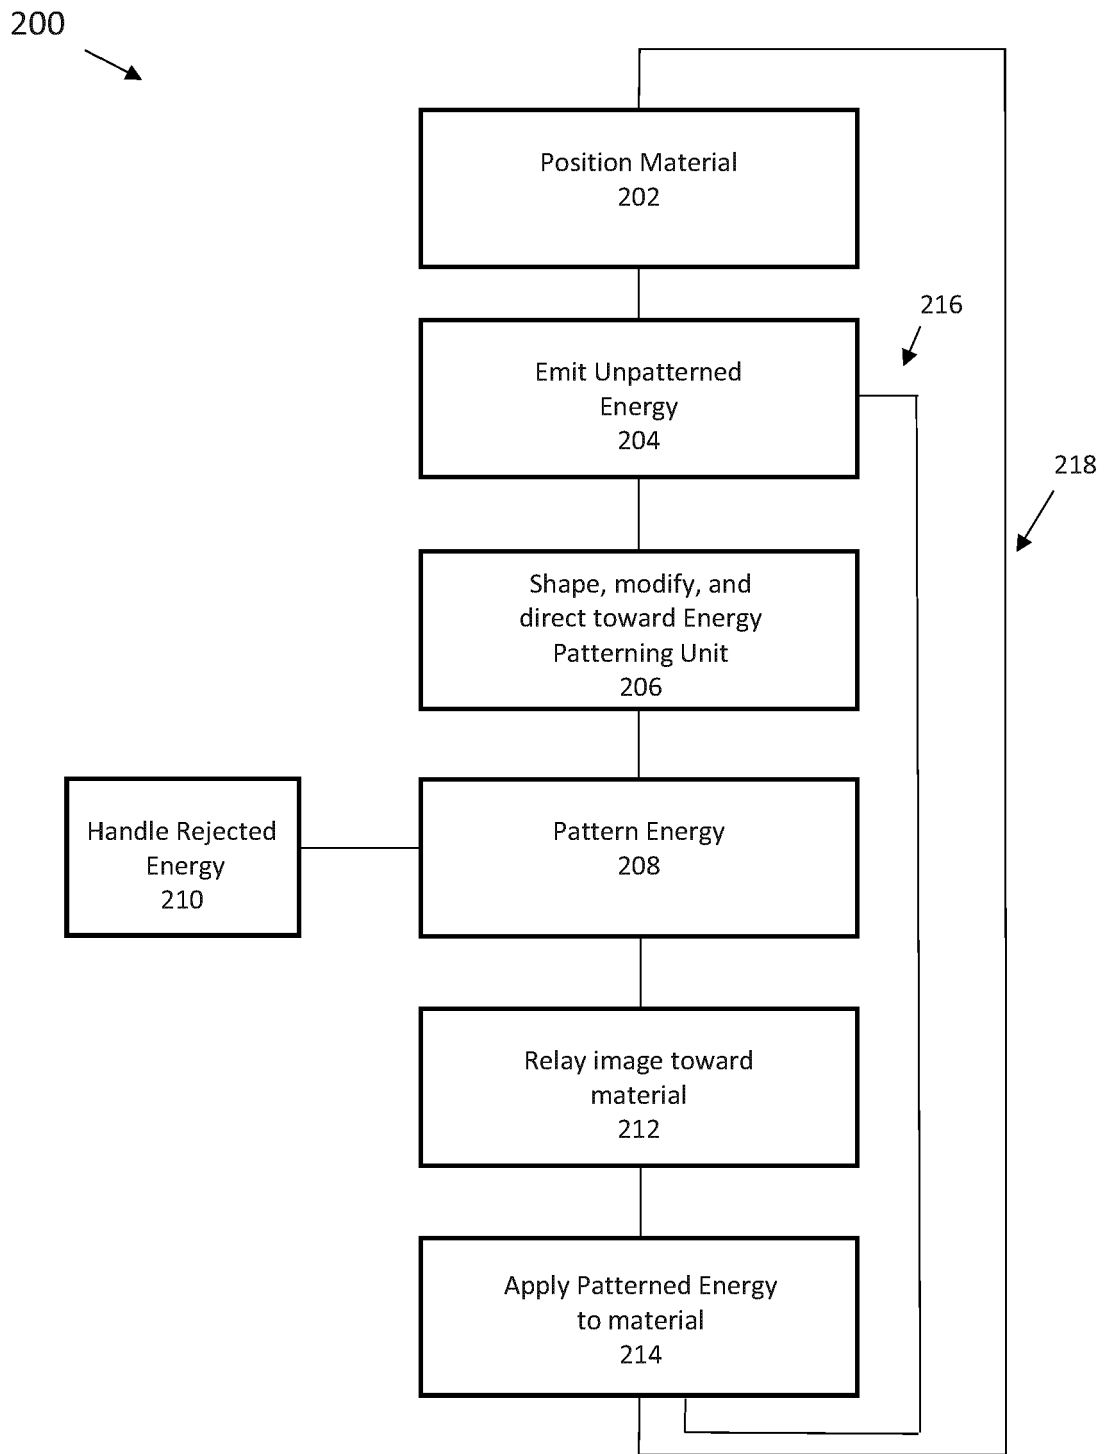 200
Position Material
202
216
Emit Unpatterned
Energy
204
218
Shape, modify, and
direct toward Energy
Patterning Unit
206
Handle Rejected
Energy
210
Pattern Energy
208
Relay image toward
material
212
Apply Patterned Energy
to material
214